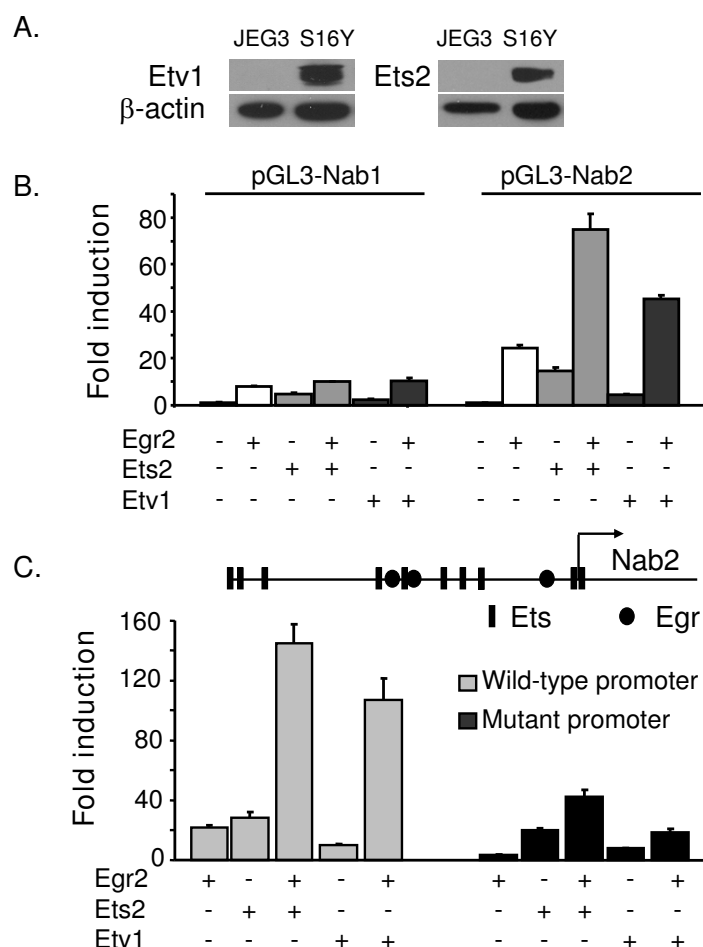 A.
JEG3 S16Y JEG3 S16Y
Etv1 Ets2
β-actin
B.
pGL3-Nab1 pGL3-Nab2
Fold induction
80
60
40
20
0
Egr2 - + - + - + - + - + - +
Ets2 - - + + - - - - + + - -
Etv1 - - - - + + - - - - + +
C.
Nab2
Ets Egr
Wild-type promoter
Mutant promoter
Fold induction
160
120
80
40
0
Egr2 + - + - + + - + - +
Ets2 - + + - - - + + - -
Etv1 - - - + + - - - + +